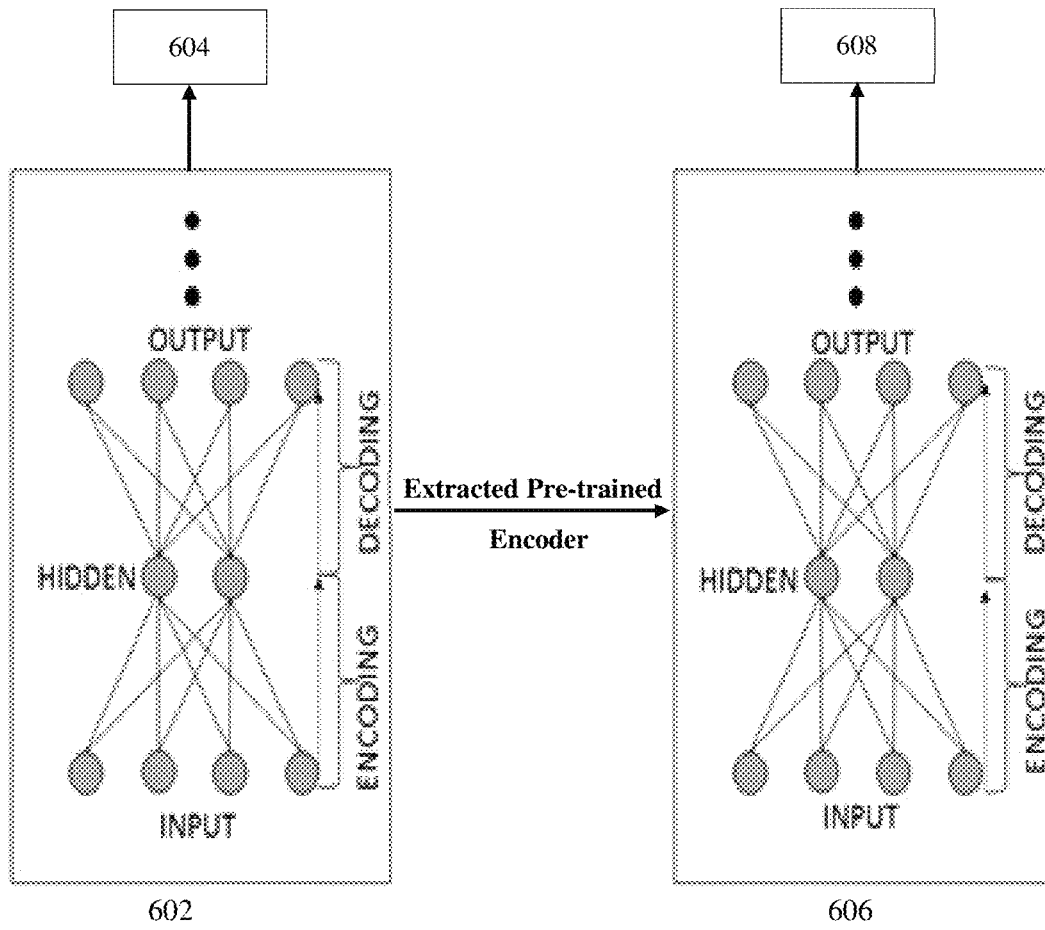 604
608
OUTPUT
DECODING
HIDDEN
ENCODING
INPUT
602
Extracted Pre-trained
Encoder
OUTPUT
DECODING
HIDDEN
ENCODING
INPUT
606